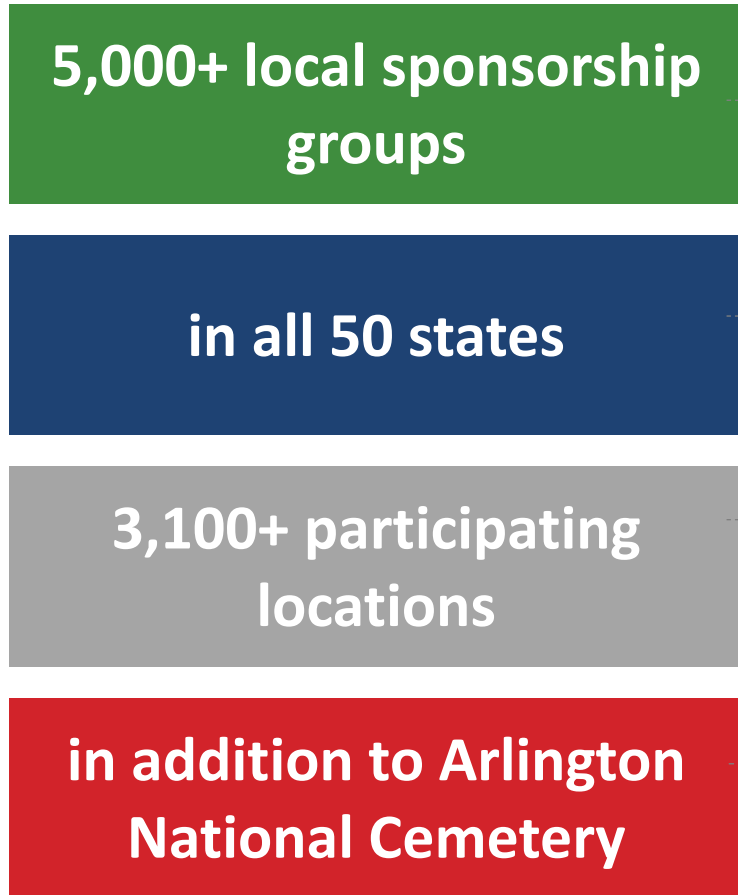 5,000+ local sponsorship
groups
in all 50 states
3,100+ participating
locations
in addition to Arlington
National Cemetery